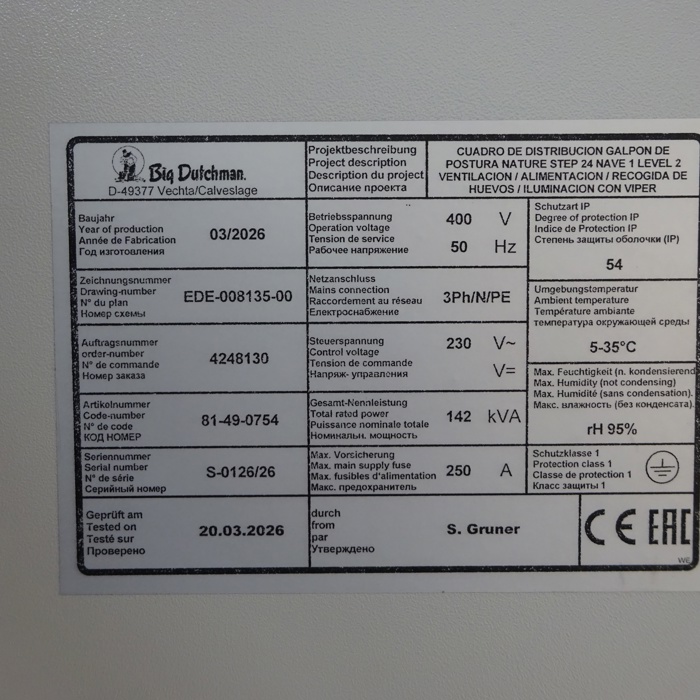 Big Dutchman.
D-49377 Vechta/Calveslage
Projektbeschreibung
Project description
Description du project
Описание проекта
CUADRO DE DISTRIBUCION GALPON DE
POSTURA NATURE STEP 24 NAVE 1 LEVEL 2
VENTILACION / ALIMENTACION / RECOGIDA DE
HUEVOS / ILUMINACION CON VIPER
Baujahr
Year of production
Année de Fabrication
Год изготовления
03/2026
Betriebsspannung
Operation voltage
Tension de service
Рабочее напряжение
400 V
50 Hz
Schutzart IP
Degree of protection IP
Indice de Protection IP
Степень защиты оболочки (IP)
54
Zeichnungsnummer
Drawing-number
N° du plan
Номер схемы
EDE-008135-00
Netzanschluss
Mains connection
Raccordement au réseau
Електроснабжение
3Ph/N/PE
Umgebungstemperatur
Ambient temperature
Température ambiante
температура окружающей среды
5-35°C
Auftragsnummer
order-number
N° de commande
Номер заказа
4248130
Steuerspannung
Control voltage
Tension de commande
Напряж- управления
230 V~
V=
Max. Feuchtigkeit (n. kondensierend)
Max. Humidity (not condensing)
Max. Humidité (sans condensation).
Макс. влажность (без конденсата).
rH 95%
Artikelnummer
Code-number
N° de code
КОД НОМЕР
81-49-0754
Gesamt-Nennleistung
Total rated power
Puissance nominale totale
Номинальн. мощность
142 kVA
Seriennummer
Serial number
N° de série
Серийный номер
S-0126/26
Max. Vorsicherung
Max. main supply fuse
Max. fusibles d'alimentation
Макс. предохранитель
250 A
Schutzklasse 1
Protection class 1
Classe de protection 1
Класс защиты 1
Geprüft am
Tested on
Testé sur
Проверено
20.03.2026
durch
from
par
Утверждено
S. Gruner
CE EAC
WE